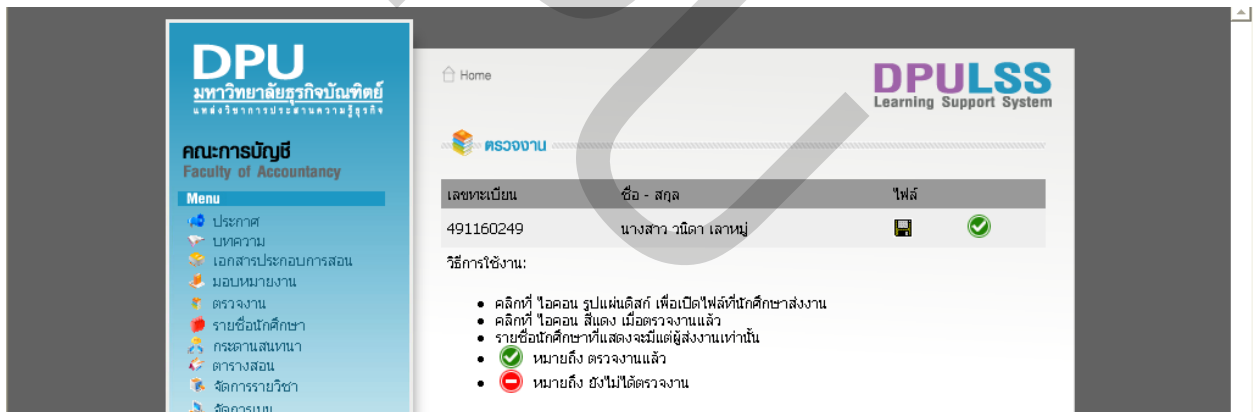 DPU
มหาวิทยาลัยธุรกิจบัณฑิตย์
แหล่งวิชาการประสานความรู้ธุรกิจ
คณะการบัญชี
Faculty of Accountancy
Menu
ประกาศ
บทความ
เอกสารประกอบการสอน
มอบหมายงาน
ตรวจงาน
รายชื่อนักศึกษา
กระดานสนทนา
ตารางสอน
จัดการรายวิชา
จัดการเมนู
Home
DPULSS
Learning Support System
ตรวจงาน
เลขทะเบียน ชื่อ - สกุล ไฟล์
491160249 นางสาว วนิดา เลาหมู่
วิธีการใช้งาน:
คลิกที่ ไอคอน รูปแผ่นดิสก์ เพื่อเปิดไฟล์ที่นักศึกษาส่งงาน
คลิกที่ ไอคอน สีแดง เมื่อตรวจงานแล้ว
รายชื่อนักศึกษาที่แสดงจะมีแต่ผู้ส่งงานเท่านั้น
หมายถึง ตรวจงานแล้ว
หมายถึง ยังไม่ได้ตรวจงาน